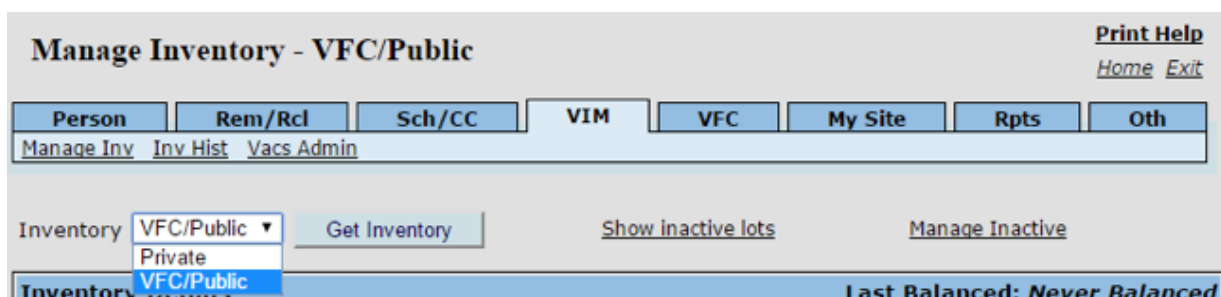 Manage Inventory - VFC/Public
Print Help
Home Exit
Person Rem/Rcl Sch/CC VIM VFC My Site Rpts Oth
Manage Inv Inv Hist Vacs Admin
Inventory VFC/Public ▼ Get Inventory Show inactive lots Manage Inactive
Private
VFC/Public
Inventory Last Balanced: Never Balanced